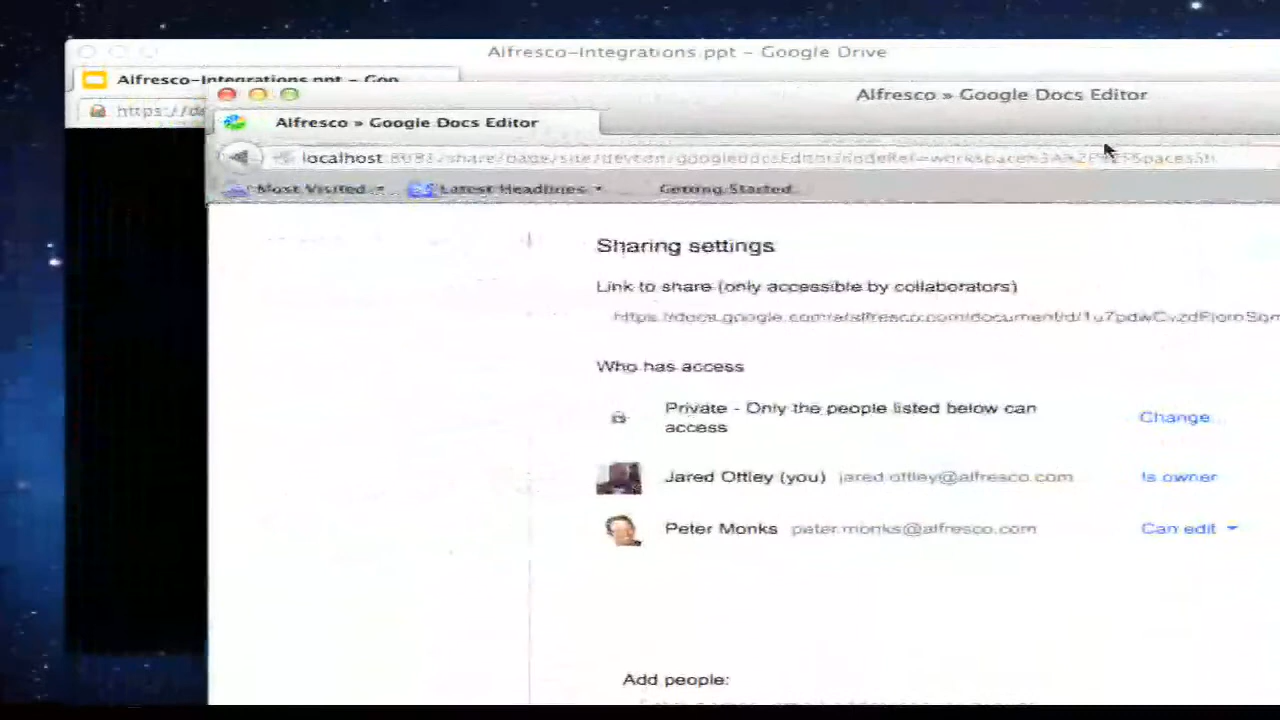 Alfresco-Integrations.ppt - Google Drive
Alfresco-Integrations.ppt - Goo
https://do
Alfresco » Google Docs Editor
Alfresco » Google Docs Editor
localhost
Most Visited
Latest Headlines
Getting Started
Sharing settings
Link to share (only accessible by collaborators)
Who has access
Private - Only the people listed below can
access
Change...
Jared Ottley (you) jared.ottley@alfresco.com
Is owner
Peter Monks peter.monks@alfresco.com
Can edit
Add people: